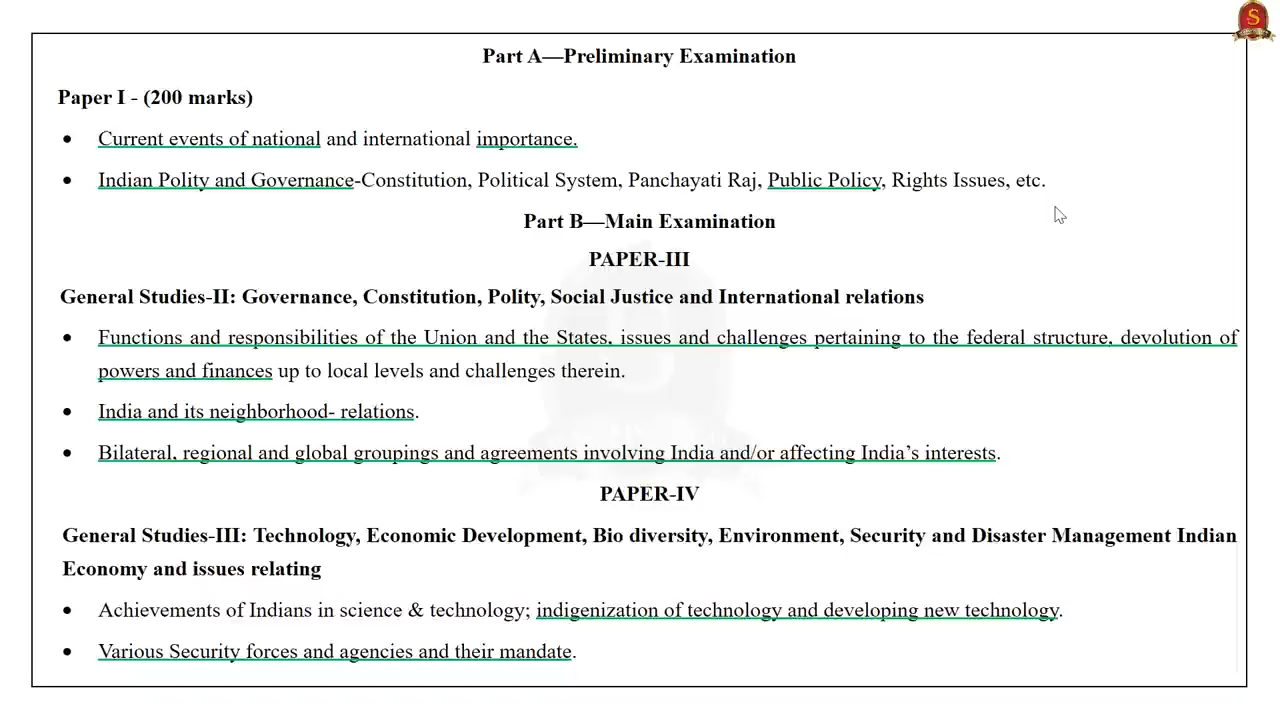 S
Part A—Preliminary Examination
Paper I - (200 marks)
• Current events of national and international importance.
• Indian Polity and Governance-Constitution, Political System, Panchayati Raj, Public Policy, Rights Issues, etc.
Part B—Main Examination
PAPER-III
General Studies-II: Governance, Constitution, Polity, Social Justice and International relations
• Functions and responsibilities of the Union and the States, issues and challenges pertaining to the federal structure, devolution of
powers and finances up to local levels and challenges therein.
• India and its neighborhood- relations.
• Bilateral, regional and global groupings and agreements involving India and/or affecting India’s interests.
PAPER-IV
General Studies-III: Technology, Economic Development, Bio diversity, Environment, Security and Disaster Management Indian
Economy and issues relating
• Achievements of Indians in science & technology; indigenization of technology and developing new technology.
• Various Security forces and agencies and their mandate.